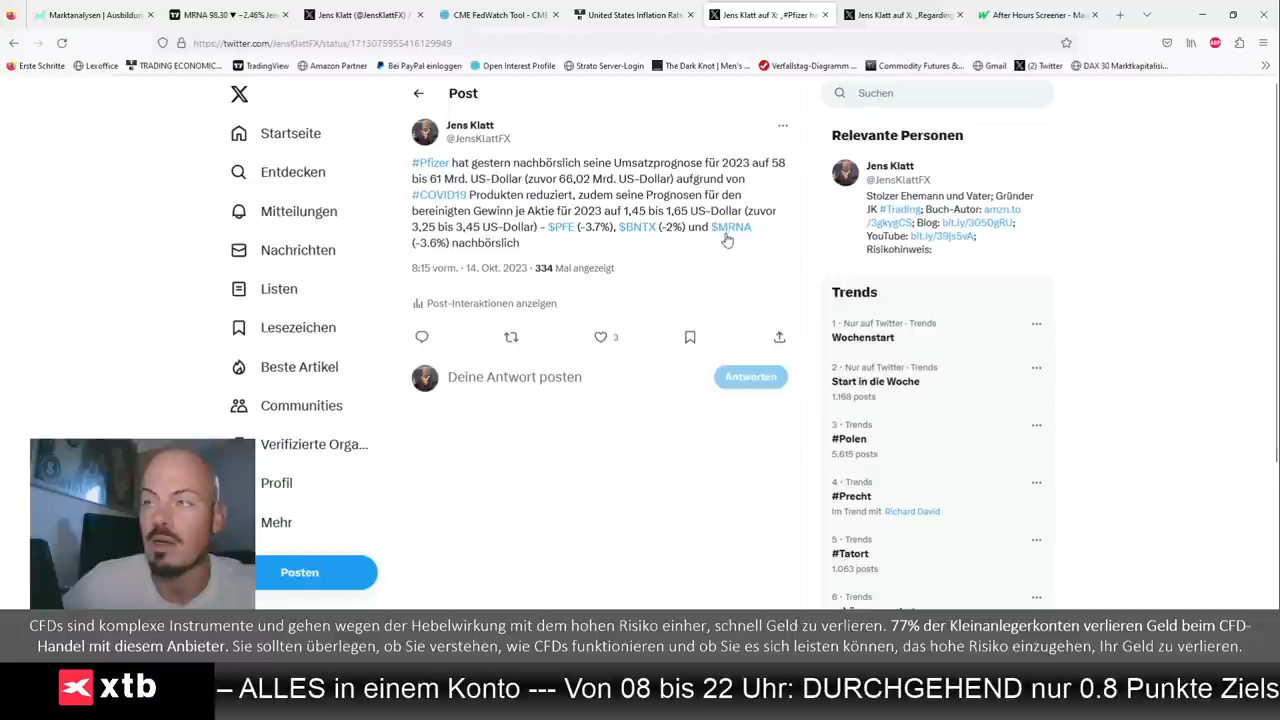 Marktanalysen | Ausbildun
MRNA 98.30 ▼ −2.46%
Jens Klatt (@JensKlattFX) /
CME FedWatch Tool - CME
United States Inflation Rate
Jens Klatt auf X: „#Pfizer ha
Jens Klatt auf X: „Regarding
After Hours Screener - Ma
https://twitter.com/JensKlattFX/status/1713075955416129949
Erste Schritte
Lexoffice
TRADING ECONOMIC...
TradingView
Amazon Partner
Bei PayPal einloggen
Open Interest Profile
Strato Server-Login
The Dark Knot | Men's ...
Verfallstag-Diagramm ...
Commodity Futures &...
Gmail
(2) Twitter
DAX 30 Marktkapitalisi...
Startseite
Entdecken
Mitteilungen
Nachrichten
Listen
Lesezeichen
Beste Artikel
Communities
Verifizierte Orga...
Profil
Mehr
Posten
Post
Jens Klatt
@JensKlattFX
#Pfizer hat gestern nachbörslich seine Umsatzprognose für 2023 auf 58
bis 61 Mrd. US-Dollar (zuvor 66,02 Mrd. US-Dollar) aufgrund von
#COVID19 Produkten reduziert, zudem seine Prognosen für den
bereinigten Gewinn je Aktie für 2023 auf 1,45 bis 1,65 US-Dollar (zuvor
3,25 bis 3,45 US-Dollar) - $PFE (-3.7%), $BNTX (-2%) und $MRNA
(-3.6%) nachbörslich
8:15 vorm. · 14. Okt. 2023 · 334 Mal angezeigt
Post-Interaktionen anzeigen
3
Deine Antwort posten
Antworten
Suchen
Relevante Personen
Jens Klatt
@JensKlattFX
Stolzer Ehemann und Vater; Gründer
JK #Trading; Buch-Autor: amzn.to
/3gkygCS; Blog: bit.ly/3050gRU;
YouTube: bit.ly/39js5vA;
Risikohinweis:
Trends
1 · Nur auf Twitter · Trends
Wochenstart
2 · Nur auf Twitter · Trends
Start in die Woche
1.168 posts
3 · Trends
#Polen
5.615 posts
4 · Trends
#Precht
Im Trend mit Richard David
5 · Trends
#Tatort
1.063 posts
6 · Trends
CFDs sind komplexe Instrumente und gehen wegen der Hebelwirkung mit dem hohen Risiko einher, schnell Geld zu verlieren. 77% der Kleinanlegerkonten verlieren Geld beim CFD-
Handel mit diesem Anbieter. Sie sollten überlegen, ob Sie verstehen, wie CFDs funktionieren und ob Sie es sich leisten können, das hohe Risiko einzugehen, Ihr Geld zu verlieren.
xtb
– ALLES in einem Konto --- Von 08 bis 22 Uhr: DURCHGEHEND nur 0.8 Punkte Ziels